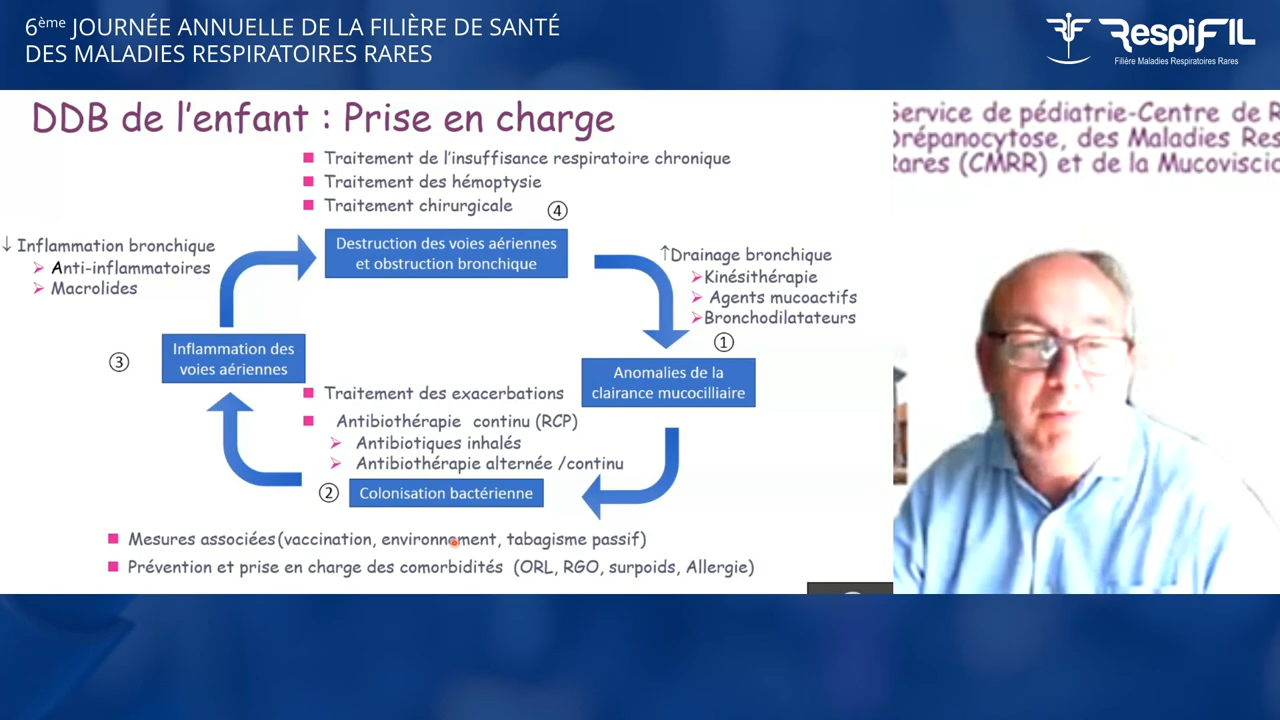 6ème JOURNÉE ANNUELLE DE LA FILIÈRE DE SANTÉ
DES MALADIES RESPIRATOIRES RARES
RESPIFIL
Filière Maladies Respiratoires Rares
DDB de l'enfant : Prise en charge
Service de pédiatrie-Centre de R
Drépanocytose, des Maladies Res
Rares (CMRR) et de la Mucovisci
Traitement de l'insuffisance respiratoire chronique
Traitement des hémoptysie
Traitement chirurgicale
④
Destruction des voies aériennes
et obstruction bronchique
↓ Inflammation bronchique
Anti-inflammatoires
Macrolides
↑Drainage bronchique
Kinésithérapie
Agents mucoactifs
Bronchodilatateurs
①
Anomalies de la
clairance mucocilliaire
③
Inflammation des
voies aériennes
Traitement des exacerbations
Antibiothérapie continu (RCP)
Antibiotiques inhalés
Antibiothérapie alternée /continu
②
Colonisation bactérienne
Mesures associées(vaccination, environnement, tabagisme passif)
Prévention et prise en charge des comorbidités (ORL, RGO, surpoids, Allergie)